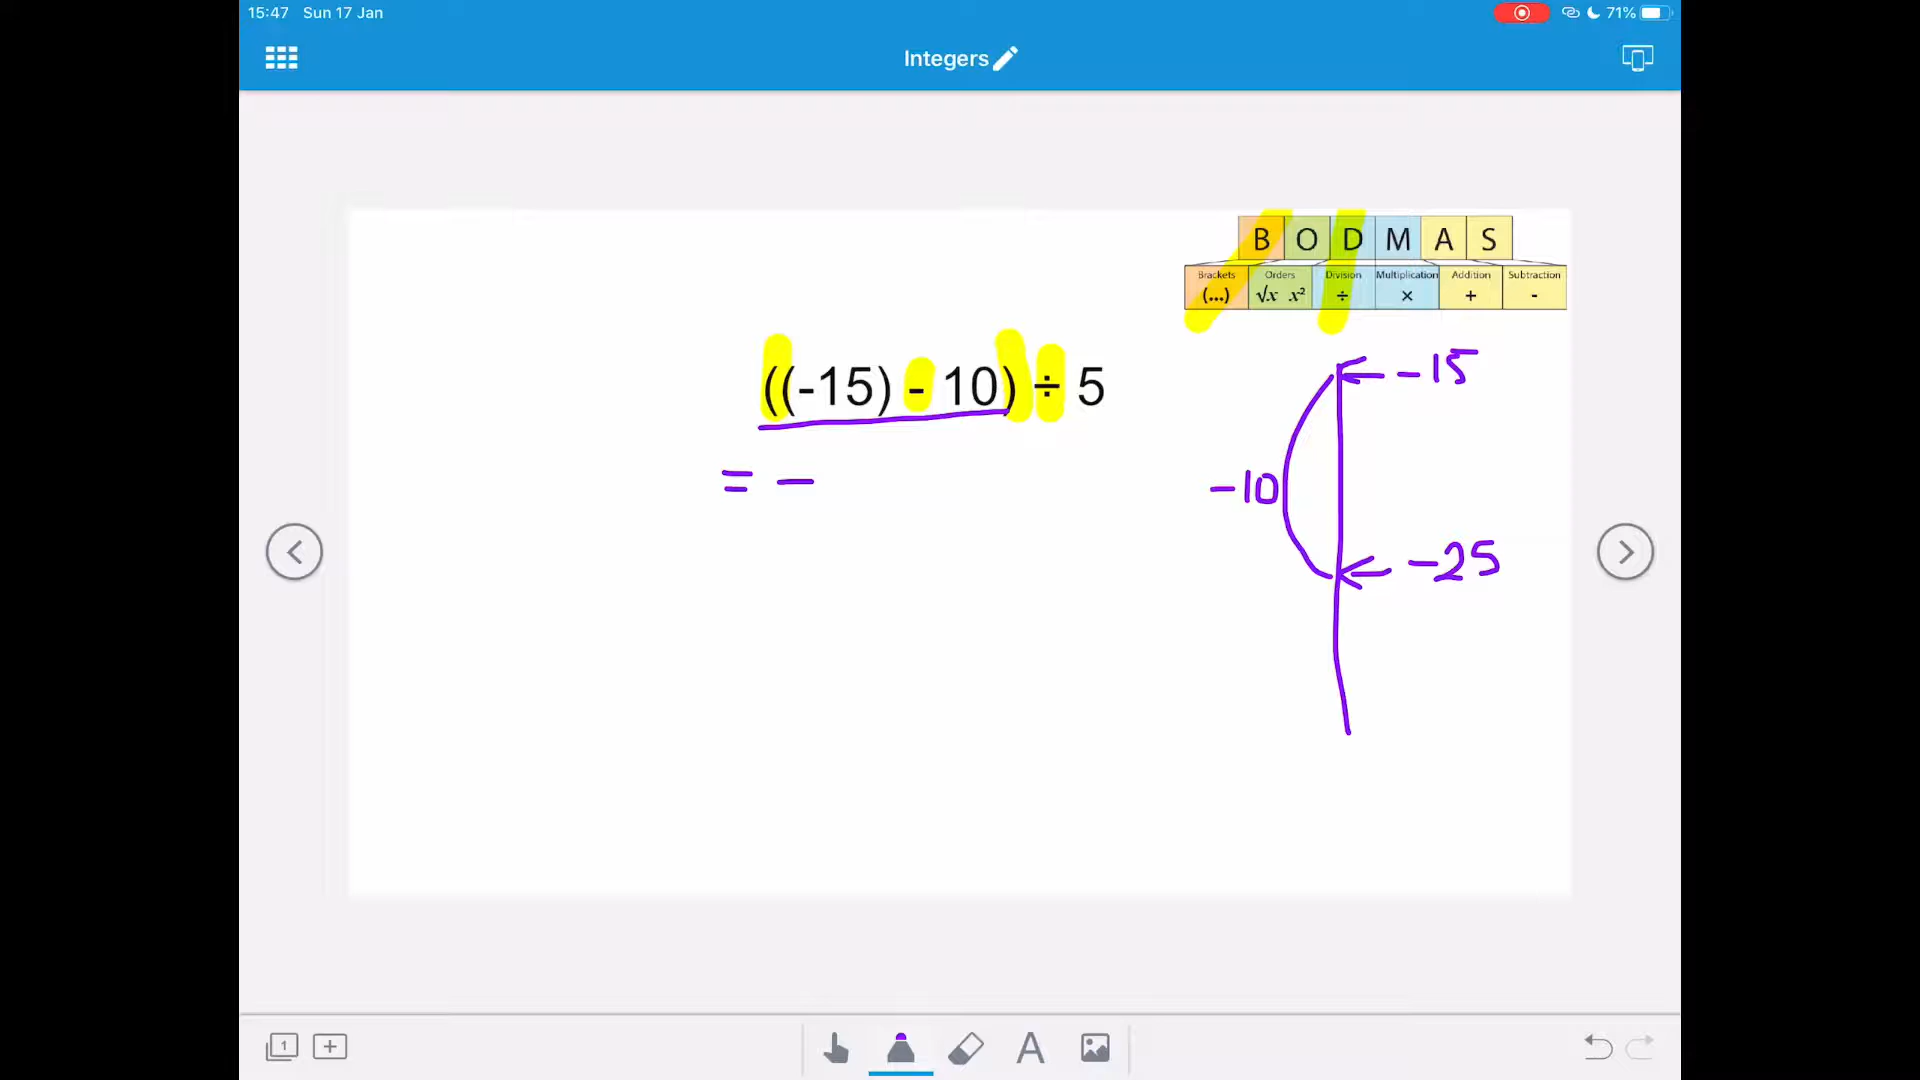 15:47 Sun 17 Jan 71%
Integers
B O D M A S
Brackets Orders Division Multiplication Addition Subtraction
(...) √x x² ÷ × + -
((-15) - 10) ÷ 5
= -
-15
-10
-25
1
A